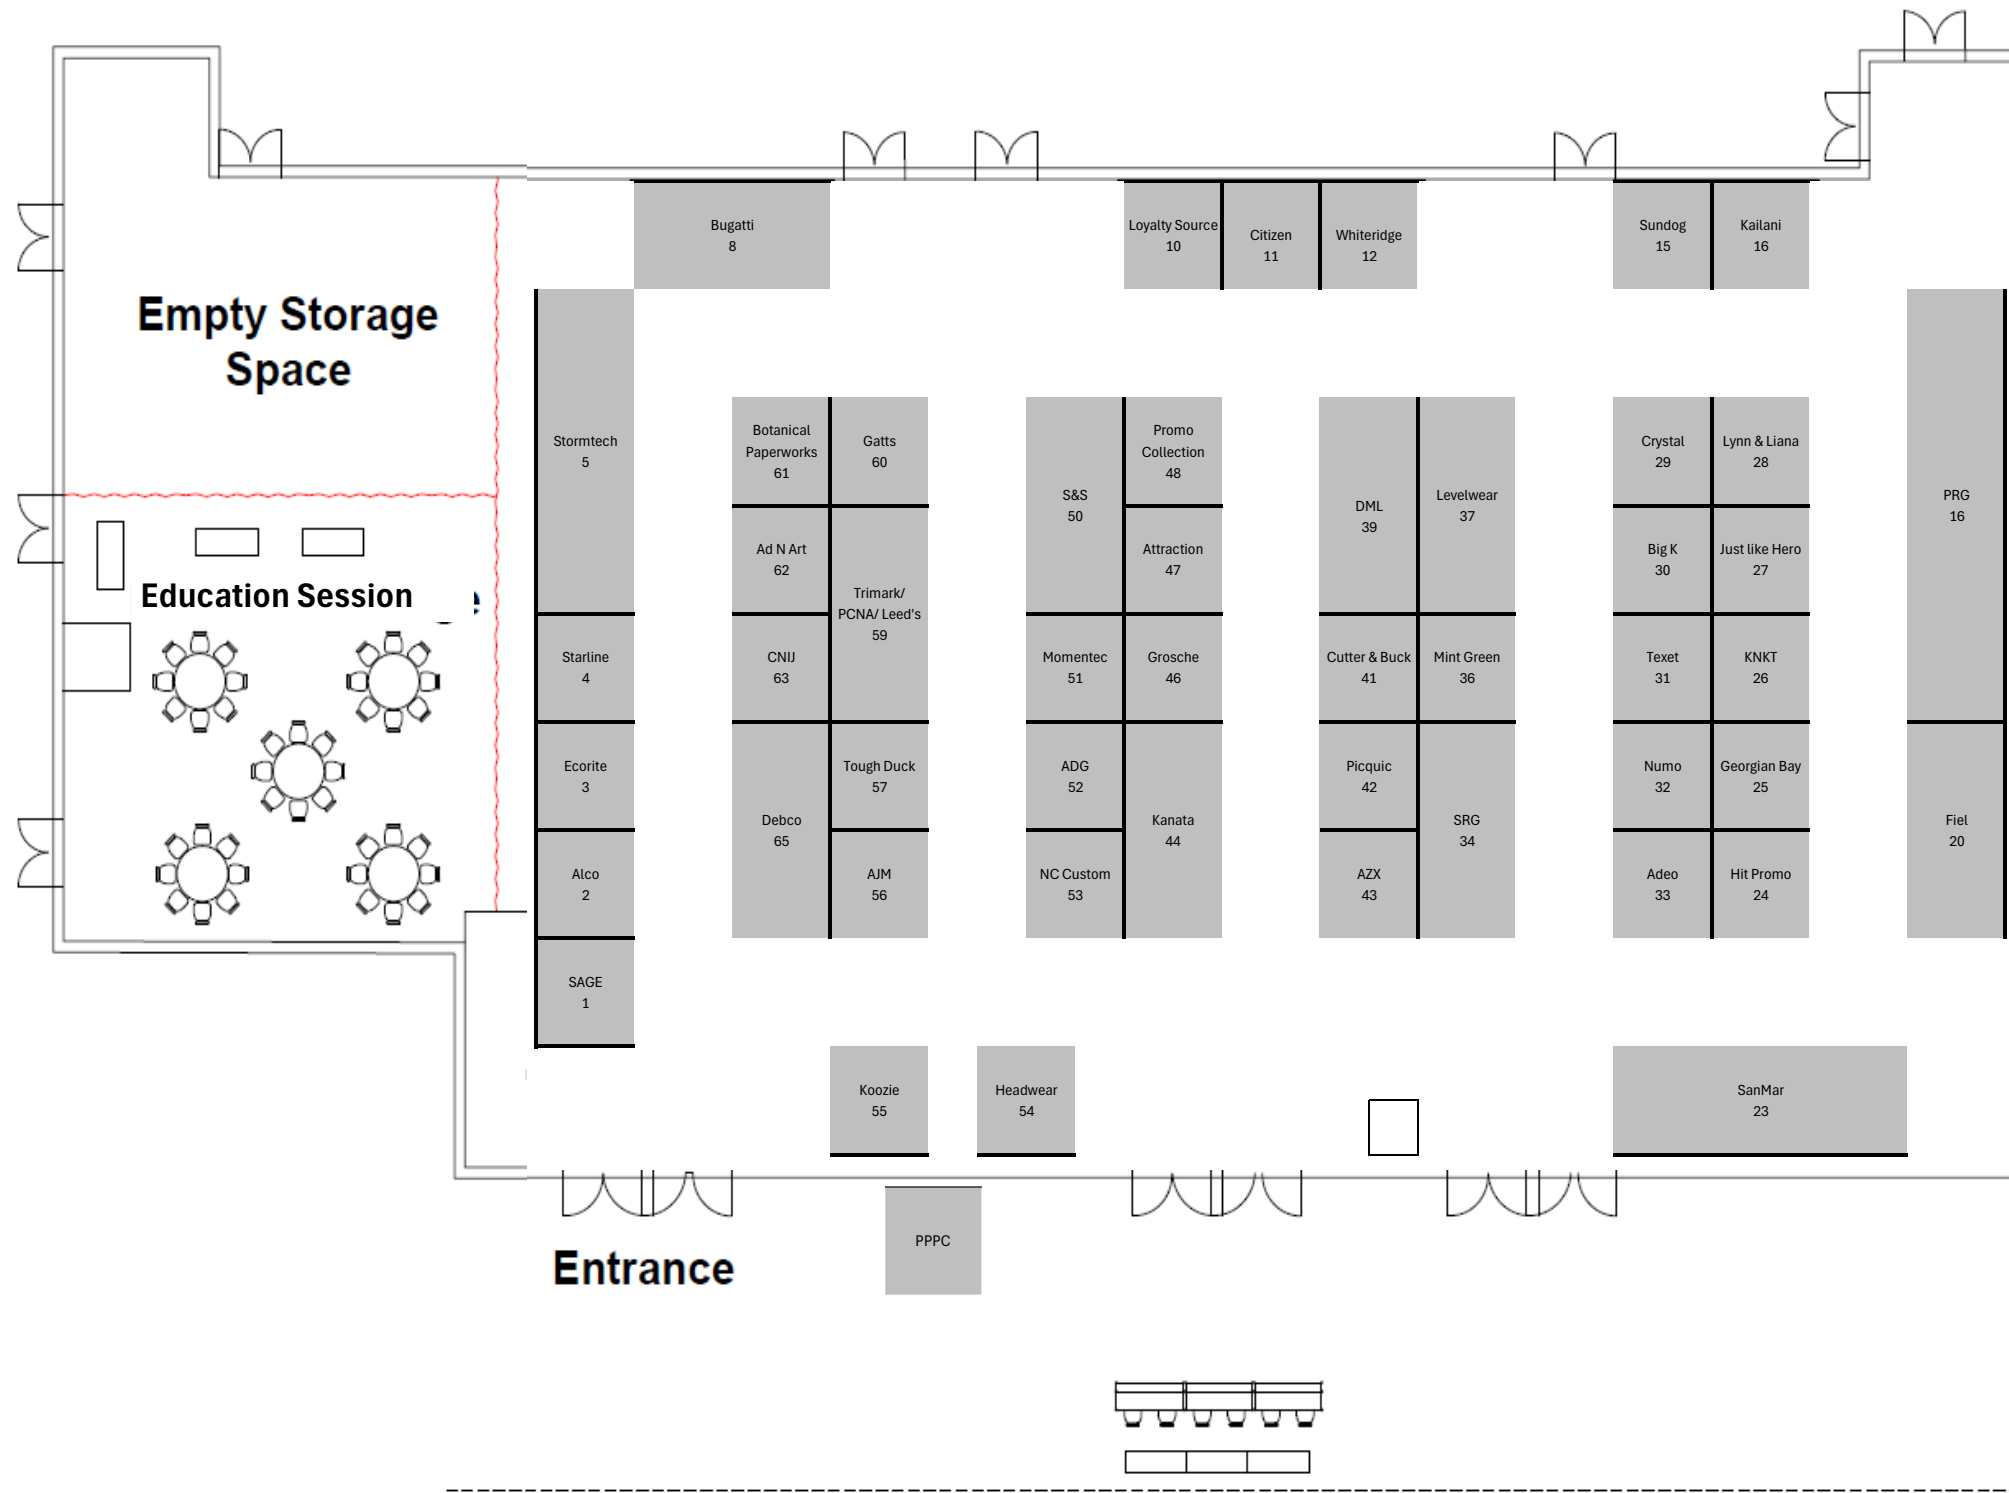 Bugatti
8
Loyalty Source
10
Citizen
11
Whiteridge
12
Sundog
15
Kailani
16
Empty Storage
Space
Stormtech
5
Botanical
Paperworks
61
Gatts
60
S&S
50
Promo
Collection
48
DML
39
Levelwear
37
Crystal
29
Lynn & Liana
28
PRG
16
Ad N Art
62
Trimark/
PCNA/ Leed's
59
Attraction
47
Big K
30
Just like Hero
27
Education Session
e
Starline
4
CNIJ
63
Momentec
51
Grosche
46
Cutter & Buck
41
Mint Green
36
Texet
31
KNKT
26
Ecorite
3
Debco
65
Tough Duck
57
ADG
52
Kanata
44
Picquic
42
SRG
34
Numo
32
Georgian Bay
25
Fiel
20
Alco
2
AJM
56
NC Custom
53
AZX
43
Adeo
33
Hit Promo
24
SAGE
1
Koozie
55
Headwear
54
SanMar
23
PPPC
Entrance